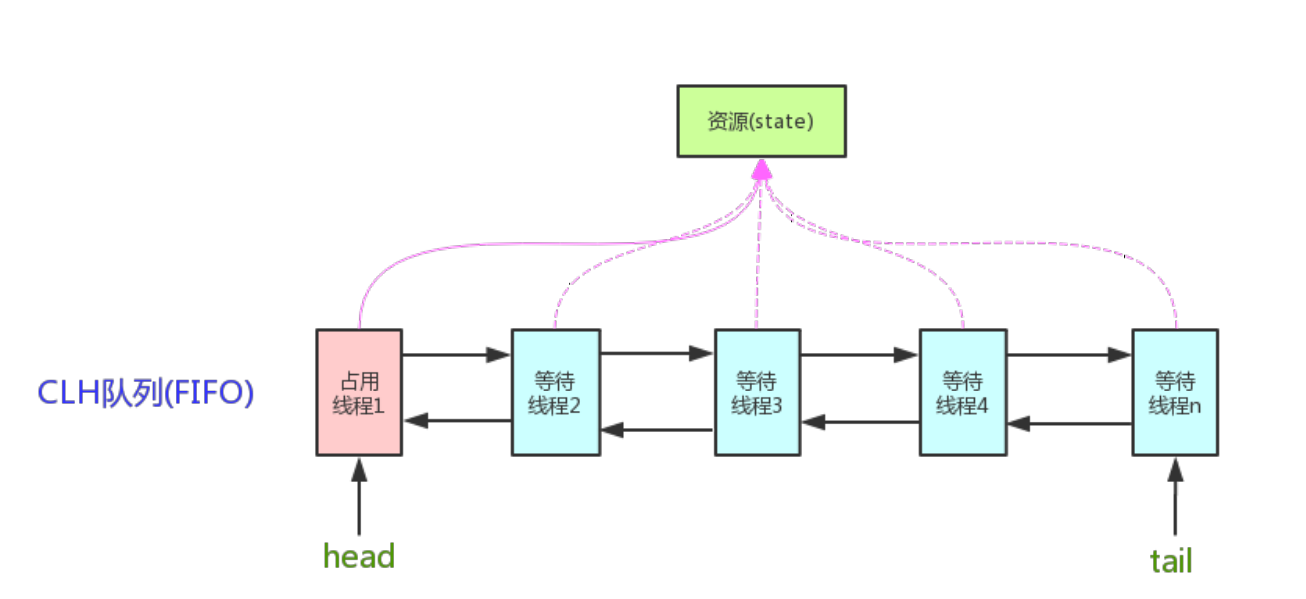 资源(state)
CLH队列(FIFO)
占用
线程1
等待
线程2
等待
线程3
等待
线程4
等待
线程n
head
tail